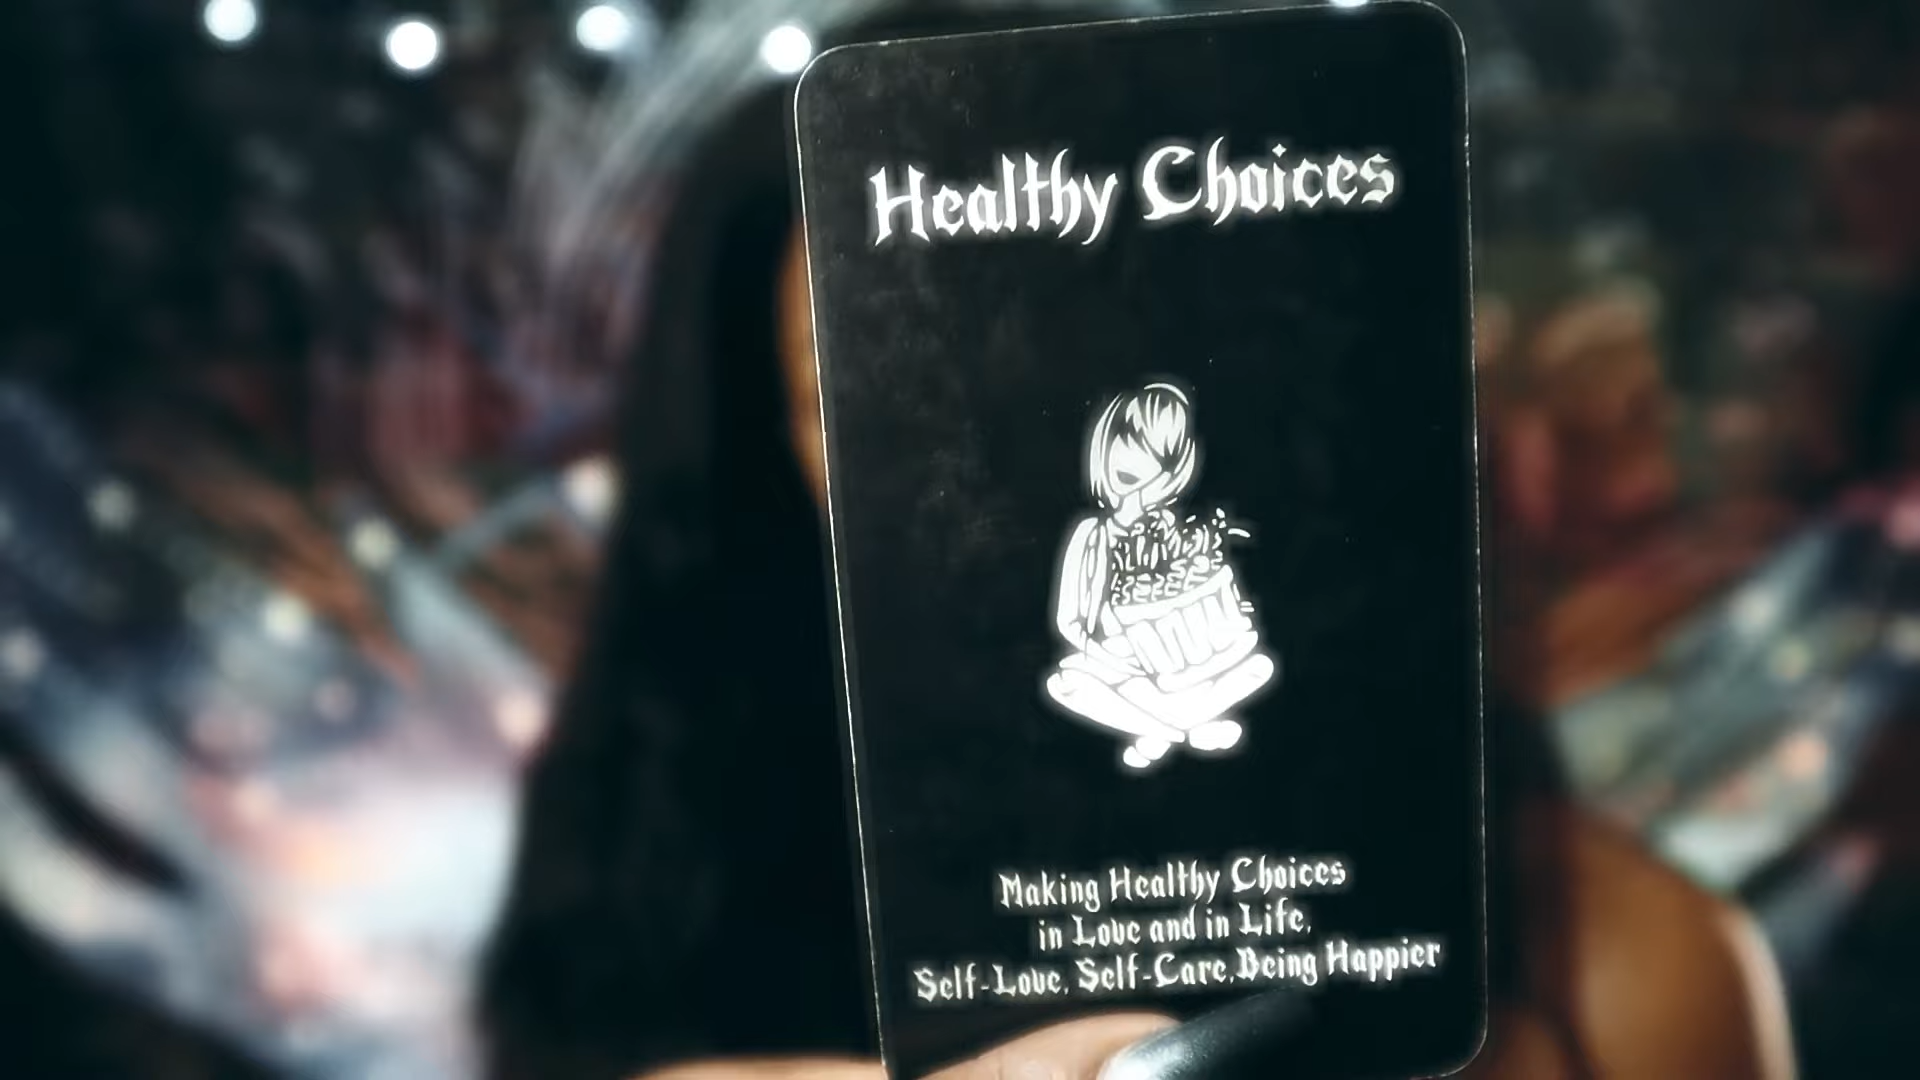 Healthy Choices
Making Healthy Choices
in Love and in Life,
Self-Love, Self-Care, Being Happier